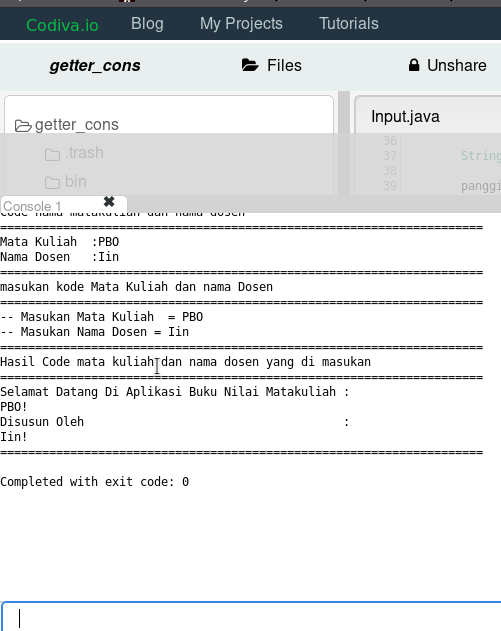 Codiva.io Blog My Projects Tutorials
getter_cons Files Unshare
getter_cons
.trash
bin
Input.java
36
37 String
38
39 panggi
Console 1
Code nama matakuliah dan nama dosen
=====================================================================
Mata Kuliah  :PBO
Nama Dosen   :Iin
=====================================================================
masukan kode Mata Kuliah dan nama Dosen
=====================================================================
-- Masukan Mata Kuliah  = PBO
-- Masukan Nama Dosen = Iin
=====================================================================
Hasil Code mata kuliah dan nama dosen yang di masukan
=====================================================================
Selamat Datang Di Aplikasi Buku Nilai Matakuliah :
PBO!
Disusun Oleh                                     :
Iin!
=====================================================================
Completed with exit code: 0